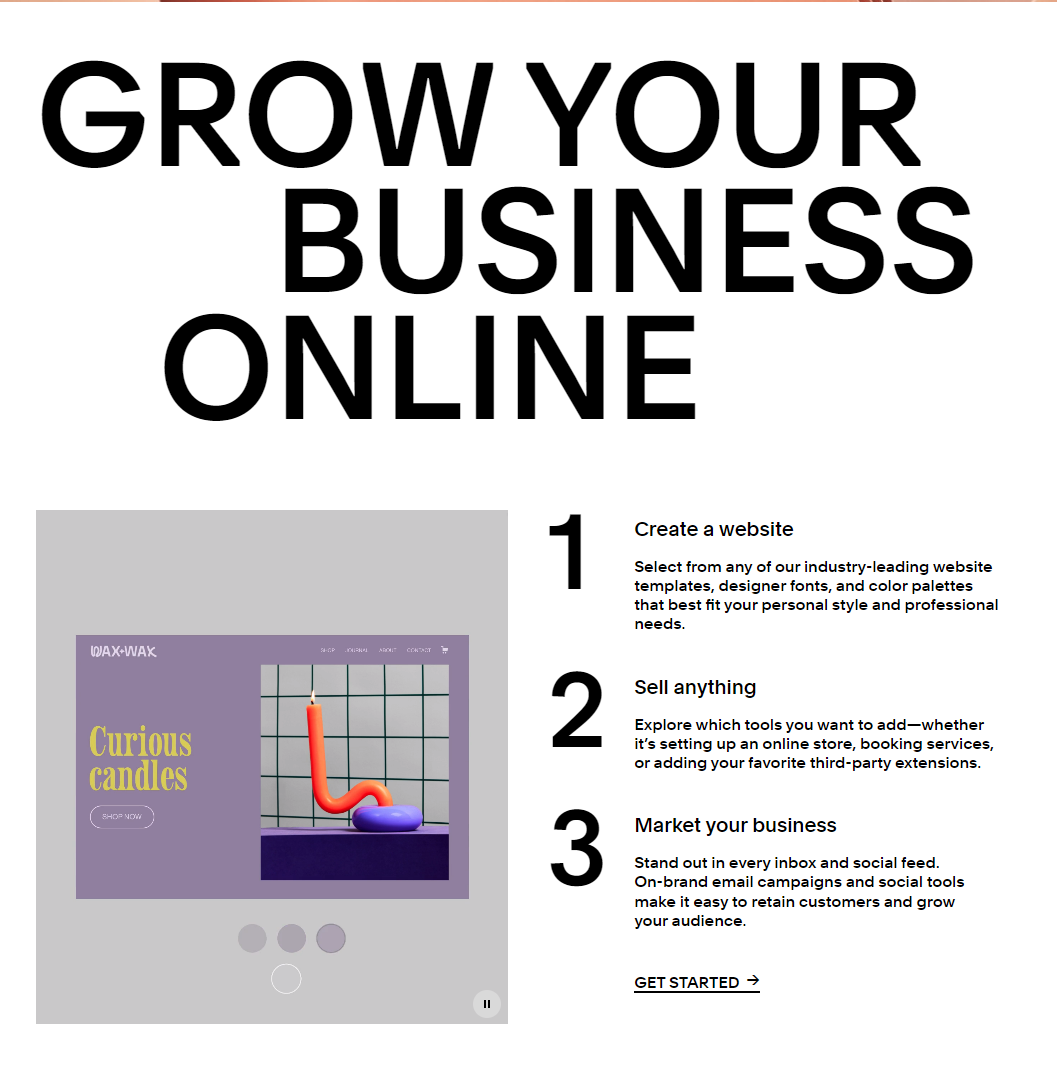 GROW YOUR
BUSINESS
ONLINE
WAX+WAX
SHOP JOURNAL ABOUT CONTACT
Curious
candles
SHOP NOW
1
Create a website
Select from any of our industry-leading website
templates, designer fonts, and color palettes
that best fit your personal style and professional
needs.
2
Sell anything
Explore which tools you want to add—whether
it’s setting up an online store, booking services,
or adding your favorite third-party extensions.
3
Market your business
Stand out in every inbox and social feed.
On-brand email campaigns and social tools
make it easy to retain customers and grow
your audience.
GET STARTED →